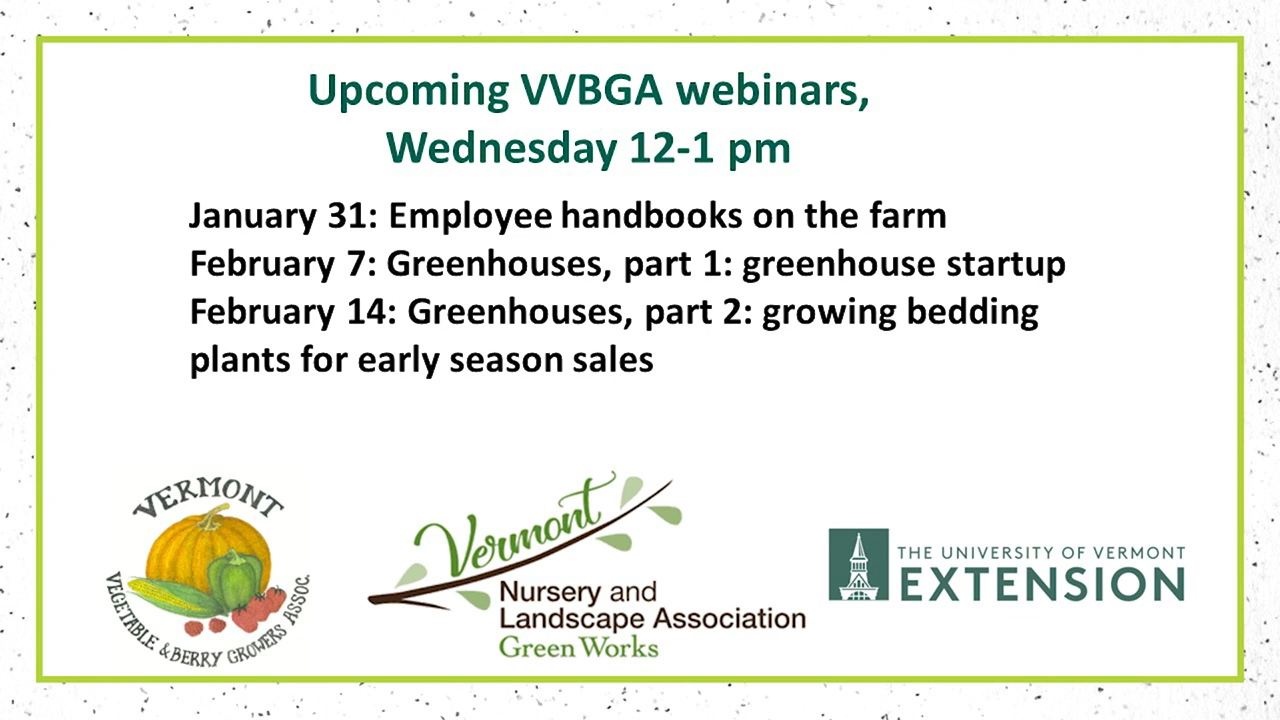 Upcoming VVBGA webinars,
Wednesday 12-1 pm
January 31: Employee handbooks on the farm
February 7: Greenhouses, part 1: greenhouse startup
February 14: Greenhouses, part 2: growing bedding
plants for early season sales
VERMONT
VEGETABLE & BERRY GROWERS ASSOC.
Vermont
Nursery and
Landscape Association
Green Works
THE UNIVERSITY OF VERMONT
EXTENSION